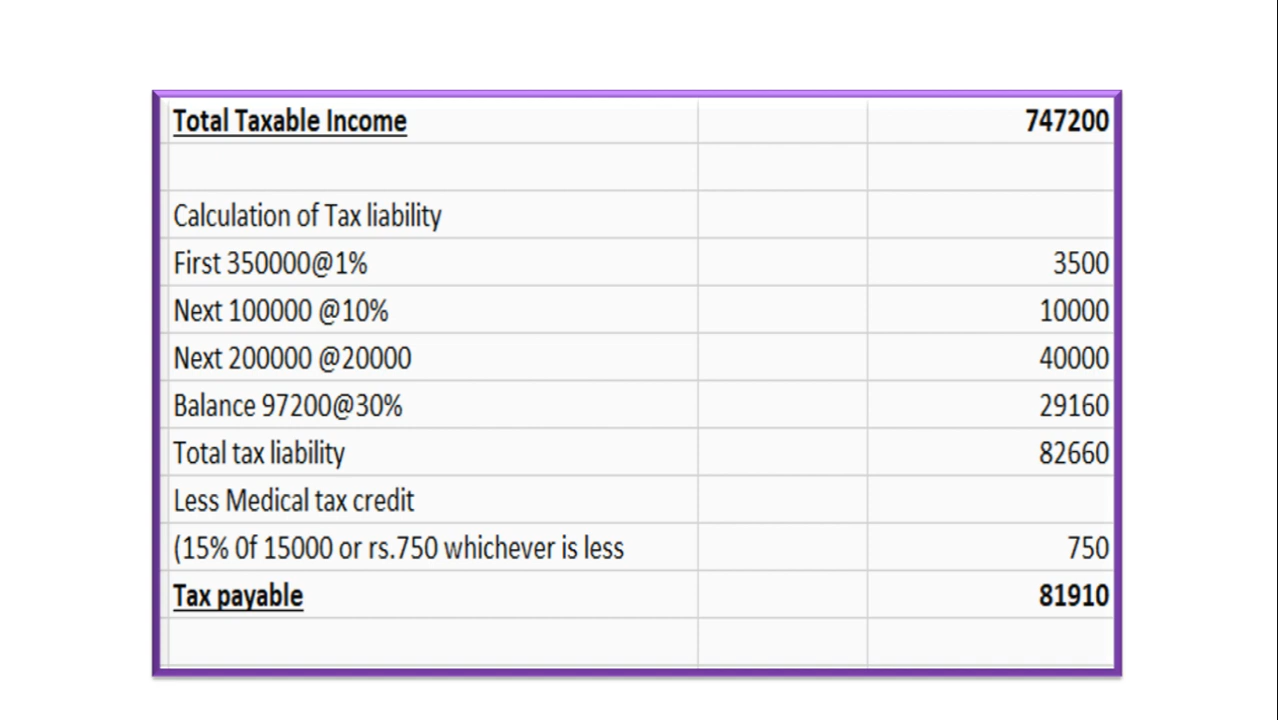 Total Taxable Income 747200
Calculation of Tax liability
First 350000@1% 3500
Next 100000 @10% 10000
Next 200000 @20000 40000
Balance 97200@30% 29160
Total tax liability 82660
Less Medical tax credit
(15% 0f 15000 or rs.750 whichever is less 750
Tax payable 81910